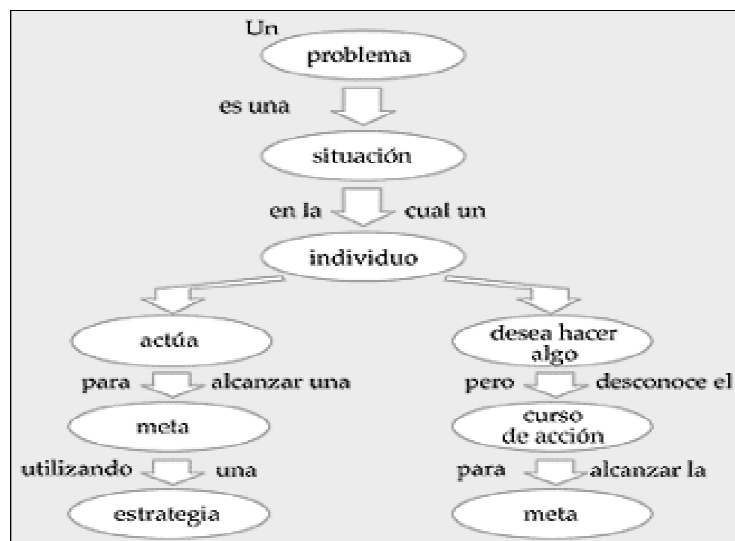 Un
problema
es una
situación
en la cual un
individuo
actúa
para alcanzar una
meta
utilizando una
estrategia
desea hacer
algo
pero desconoce el
curso
de acción
para alcanzar la
meta